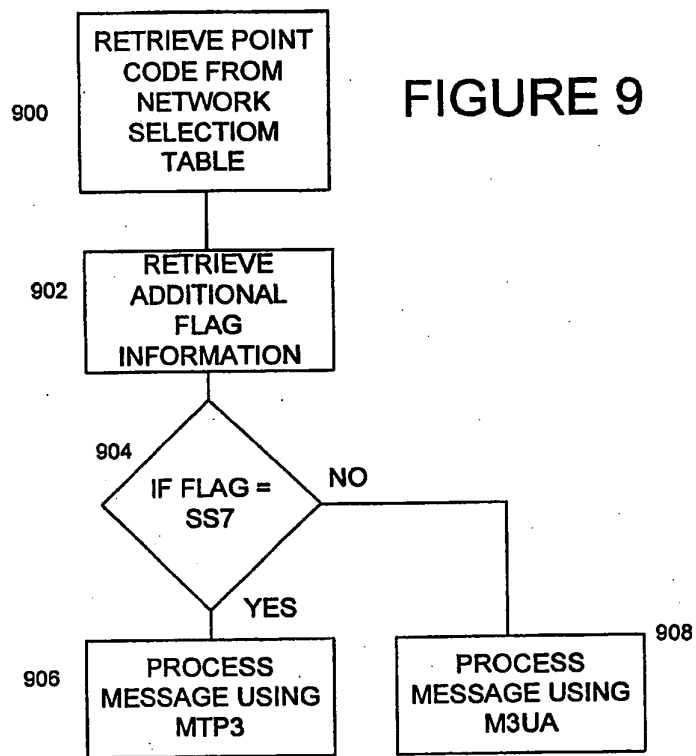 RETRIEVE POINT
CODE FROM
NETWORK
SELECTIOM
TABLE
900
FIGURE 9
RETRIEVE
ADDITIONAL
FLAG
INFORMATION
902
904
IF FLAG =
SS7
NO
YES
906
PROCESS
MESSAGE USING
MTP3
908
PROCESS
MESSAGE USING
M3UA